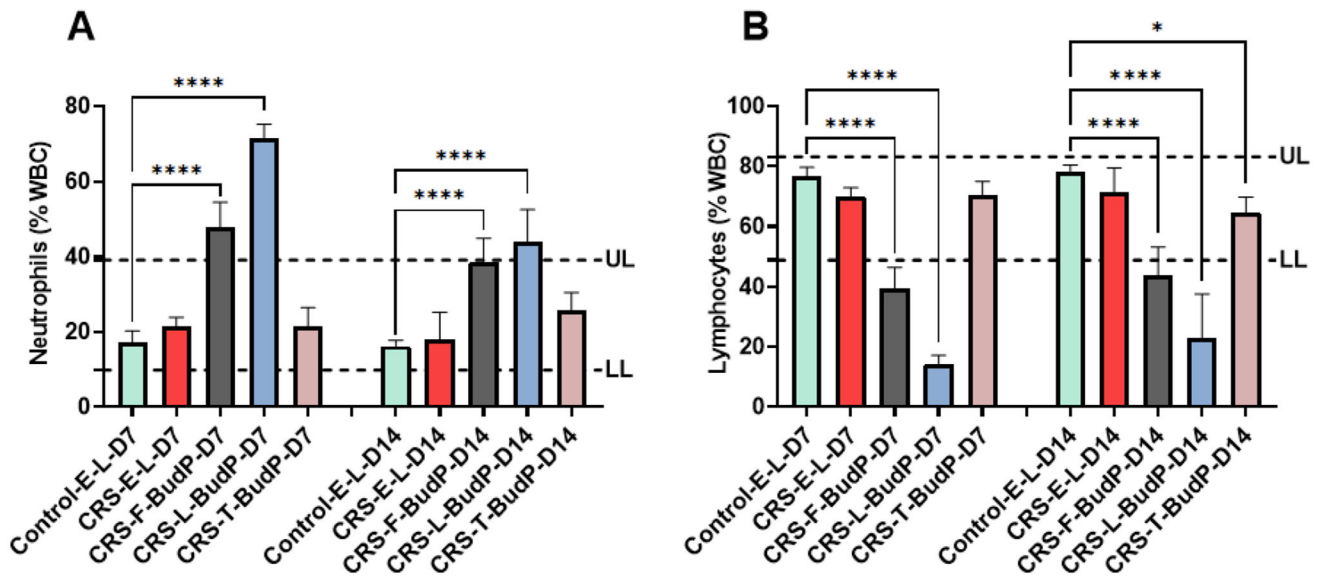 A
Neutrophils (% WBC)
80
60
40
20
0
****
****
****
****
UL
LL
Control-E-L-D7
CRS-E-L-D7
CRS-F-BudP-D7
CRS-L-BudP-D7
CRS-T-BudP-D7
Control-E-L-D14
CRS-E-L-D14
CRS-F-BudP-D14
CRS-L-BudP-D14
CRS-T-BudP-D14
B
Lymphocytes (% WBC)
100
80
60
40
20
0
****
****
*
****
****
UL
LL
Control-E-L-D7
CRS-E-L-D7
CRS-F-BudP-D7
CRS-L-BudP-D7
CRS-T-BudP-D7
Control-E-L-D14
CRS-E-L-D14
CRS-F-BudP-D14
CRS-L-BudP-D14
CRS-T-BudP-D14